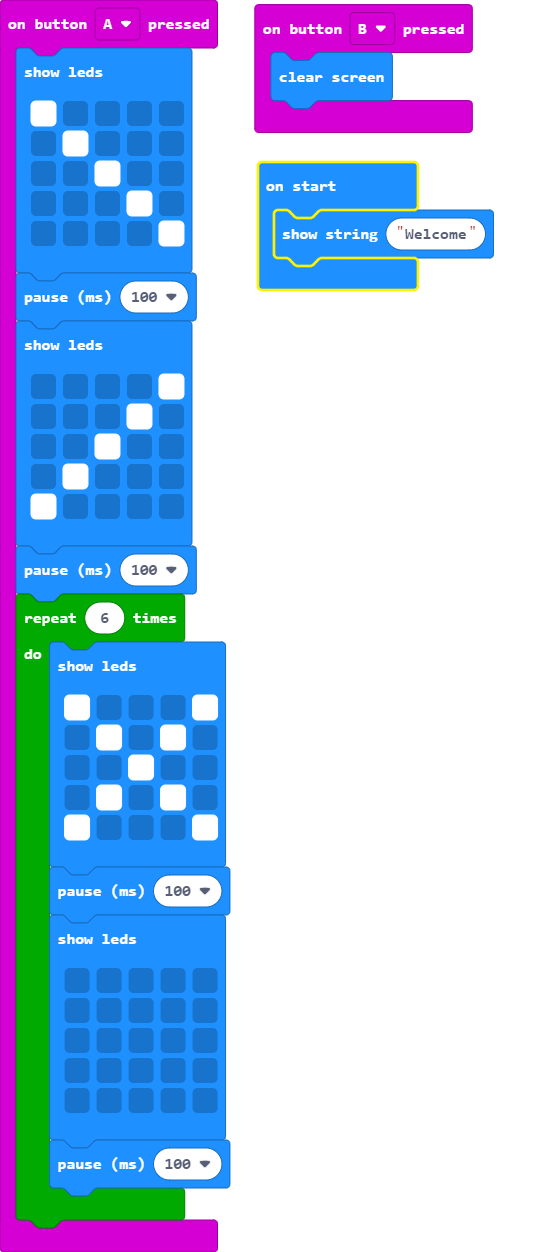 on button A pressed
show leds
pause (ms) 100
show leds
pause (ms) 100
repeat 6 times
do
show leds
pause (ms) 100
show leds
pause (ms) 100
on button B pressed
clear screen
on start
show string "Welcome"